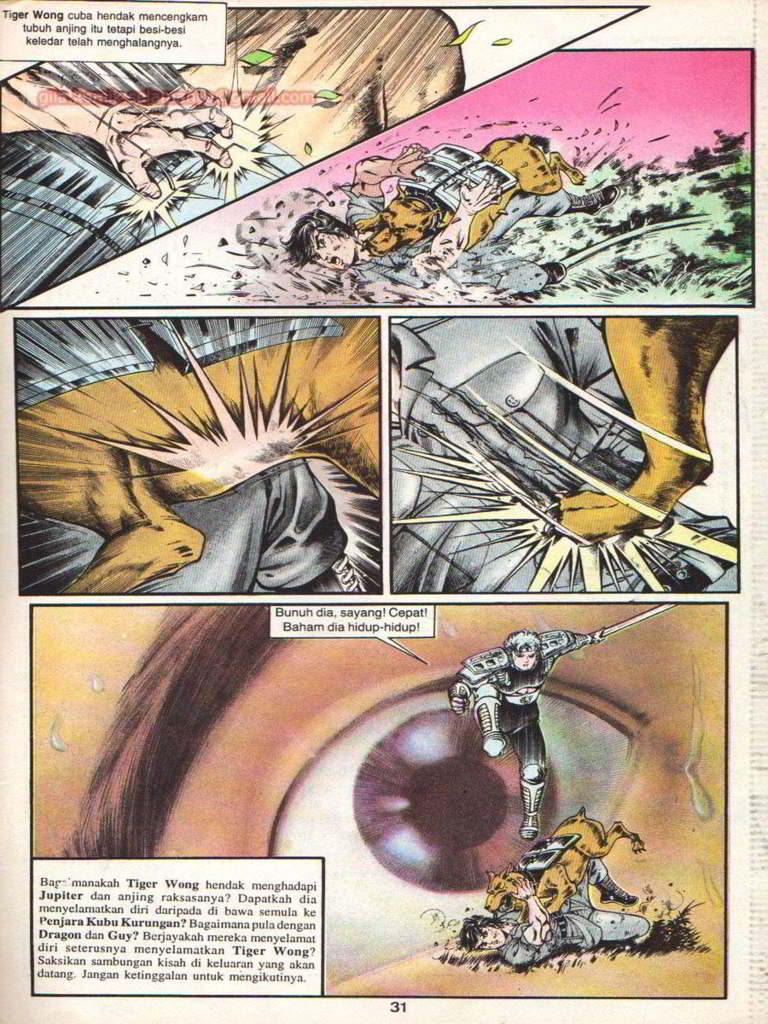 Tiger Wong cuba hendak mencengkam
tubuh anjing itu tetapi besi-besi
keledar telah menghalangnya.
Bunuh dia, sayang! Cepat!
Baham dia hidup-hidup!
Bagaimanakah Tiger Wong hendak menghadapi
Jupiter dan anjing raksasanya? Dapatkah dia
menyelamatkan diri daripada di bawa semula ke
Penjara Kubu Kurungan? Bagaimana pula dengan
Dragon dan Guy? Berjayakah mereka menyelamat
diri seterusnya menyelamatkan Tiger Wong?
Saksikan sambungan kisah di keluaran yang akan
datang. Jangan ketinggalan untuk mengikutinya.
31